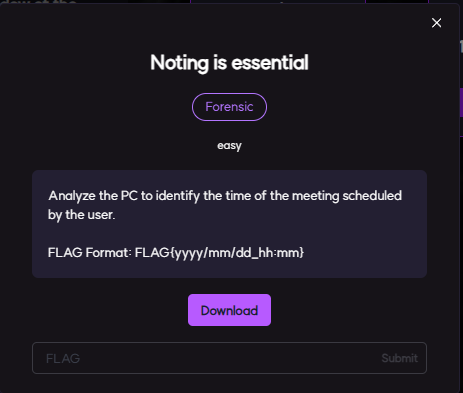 Noting is essential
Forensic
easy
Analyze the PC to identify the time of the meeting scheduled
by the user.
FLAG Format: FLAG{yyyy/mm/dd_hh:mm}
Download
FLAG
Submit